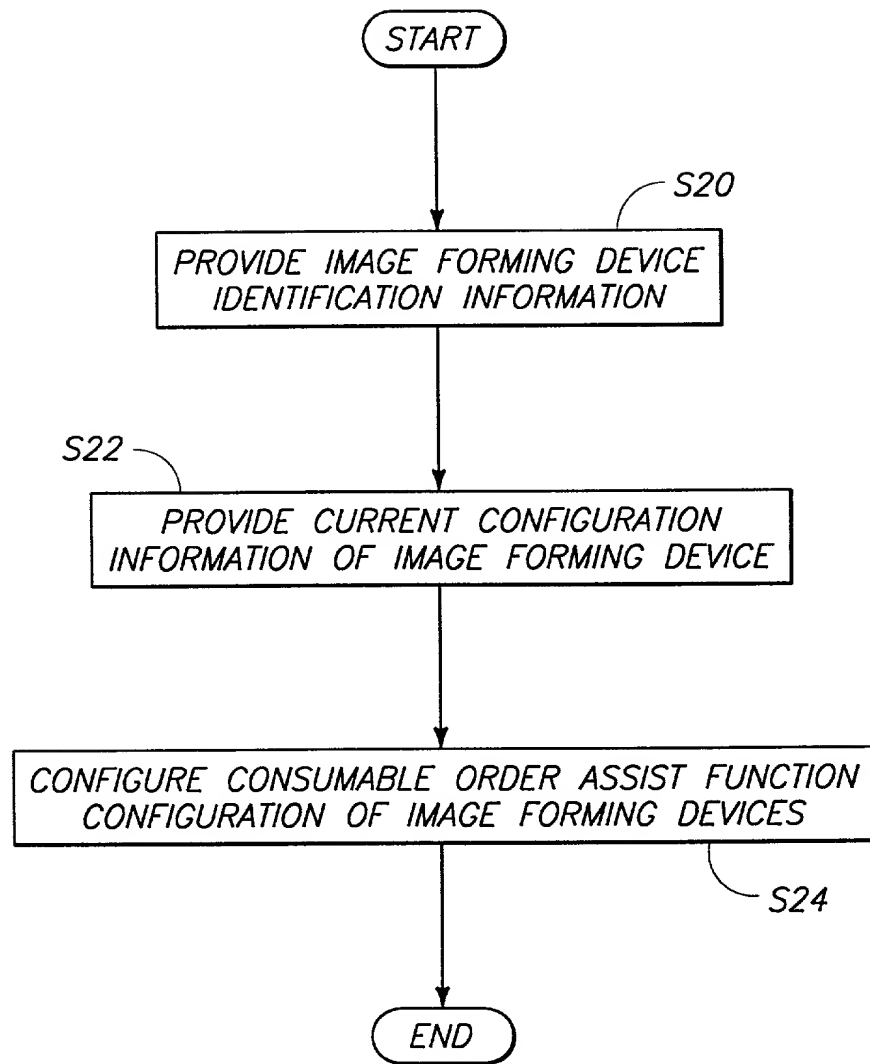 START
S20
PROVIDE IMAGE FORMING DEVICE
IDENTIFICATION INFORMATION
S22
PROVIDE CURRENT CONFIGURATION
INFORMATION OF IMAGE FORMING DEVICE
CONFIGURE CONSUMABLE ORDER ASSIST FUNCTION
CONFIGURATION OF IMAGE FORMING DEVICES
S24
END